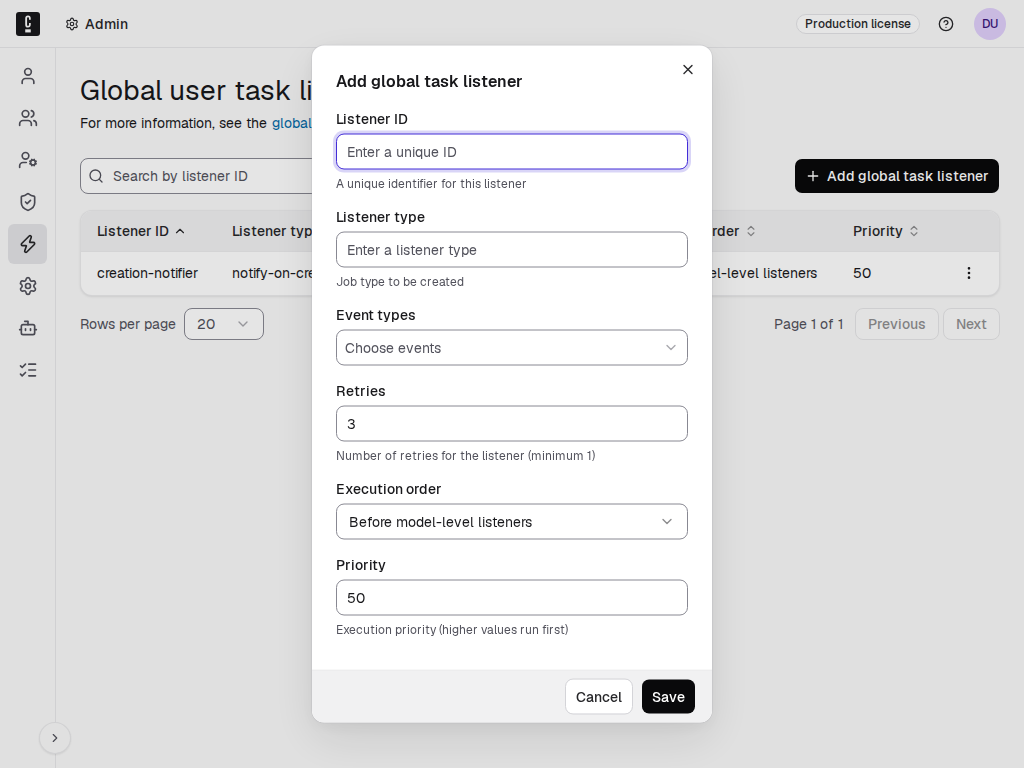 Admin
Production license
DU
Global user task li
For more information, see the global
Search by listener ID
Add global task listener
Listener ID
Listener typ
rder
Priority
creation-notifier
notify-on-cre
el-level listeners
50
Rows per page
20
Page 1 of 1
Previous
Next
Add global task listener
Listener ID
Enter a unique ID
A unique identifier for this listener
Listener type
Enter a listener type
Job type to be created
Event types
Choose events
Retries
3
Number of retries for the listener (minimum 1)
Execution order
Before model-level listeners
Priority
50
Execution priority (higher values run first)
Cancel
Save